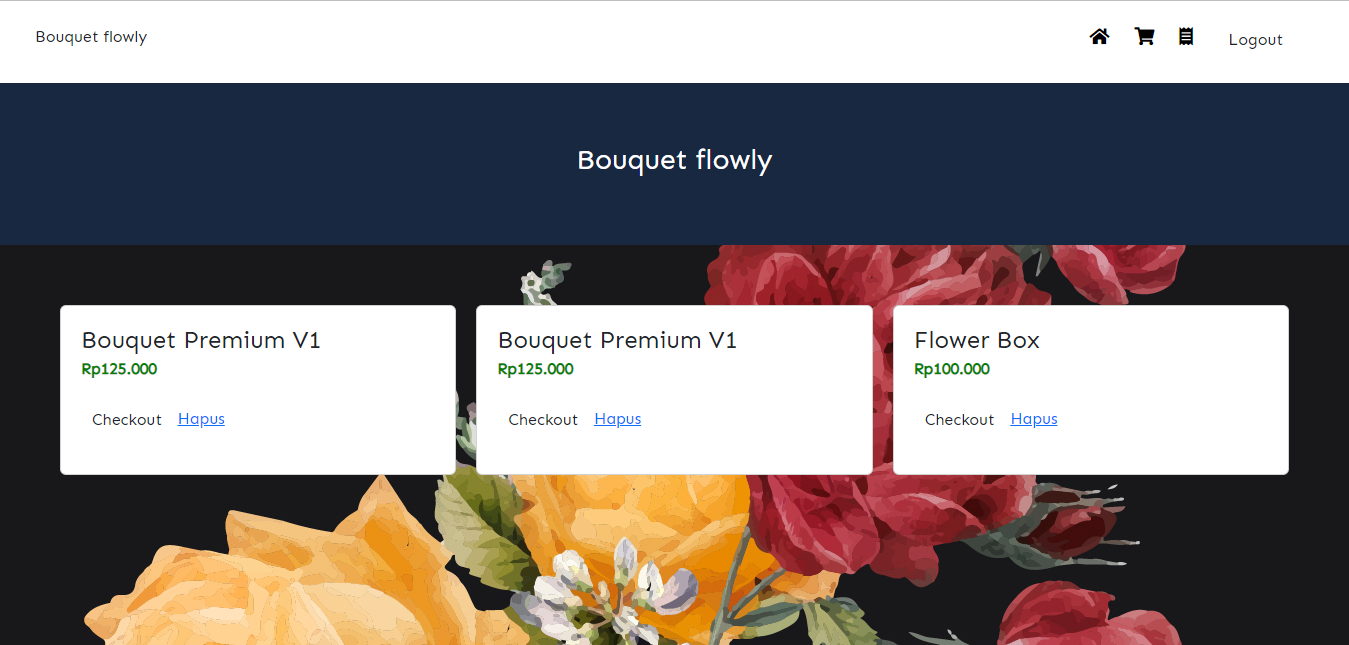 Bouquet flowly
Logout
Bouquet flowly
Bouquet Premium V1
Rp125.000
Checkout Hapus
Bouquet Premium V1
Rp125.000
Checkout Hapus
Flower Box
Rp100.000
Checkout Hapus